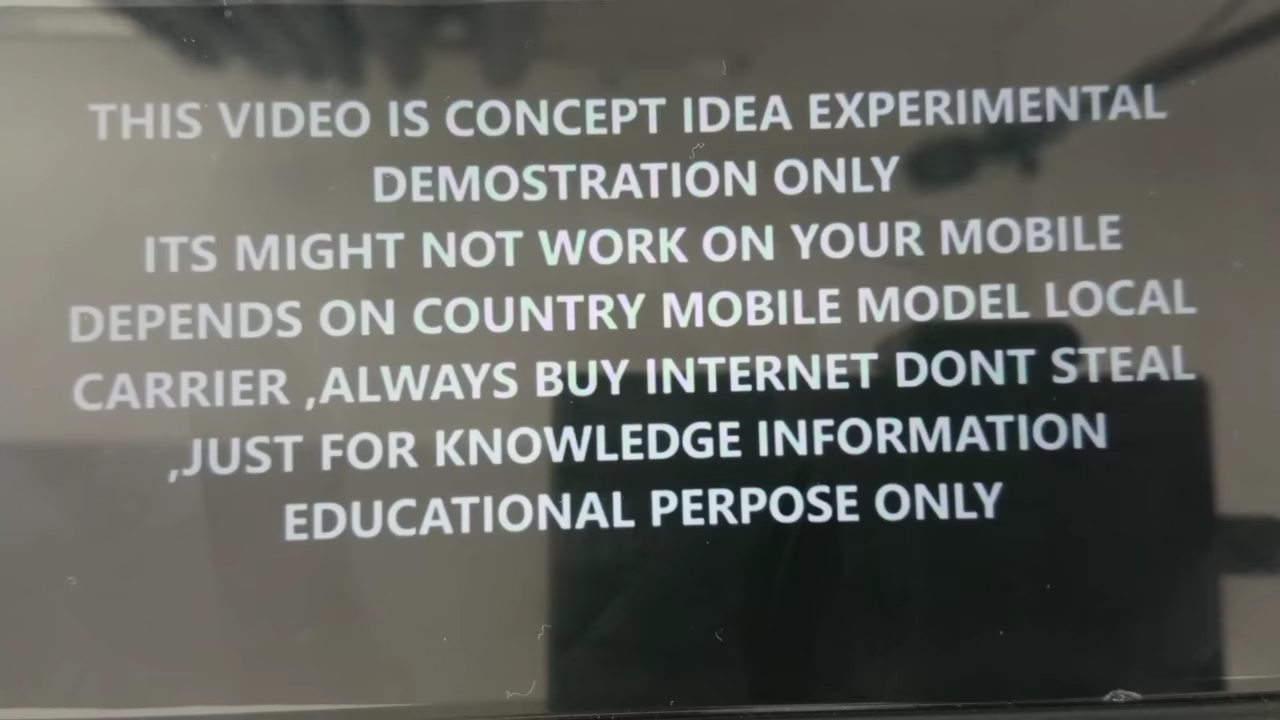 THIS VIDEO IS CONCEPT IDEA EXPERIMENTAL
DEMOSTRATION ONLY
ITS MIGHT NOT WORK ON YOUR MOBILE
DEPENDS ON COUNTRY MOBILE MODEL LOCAL
CARRIER ,ALWAYS BUY INTERNET DONT STEAL
,JUST FOR KNOWLEDGE INFORMATION
EDUCATIONAL PERPOSE ONLY